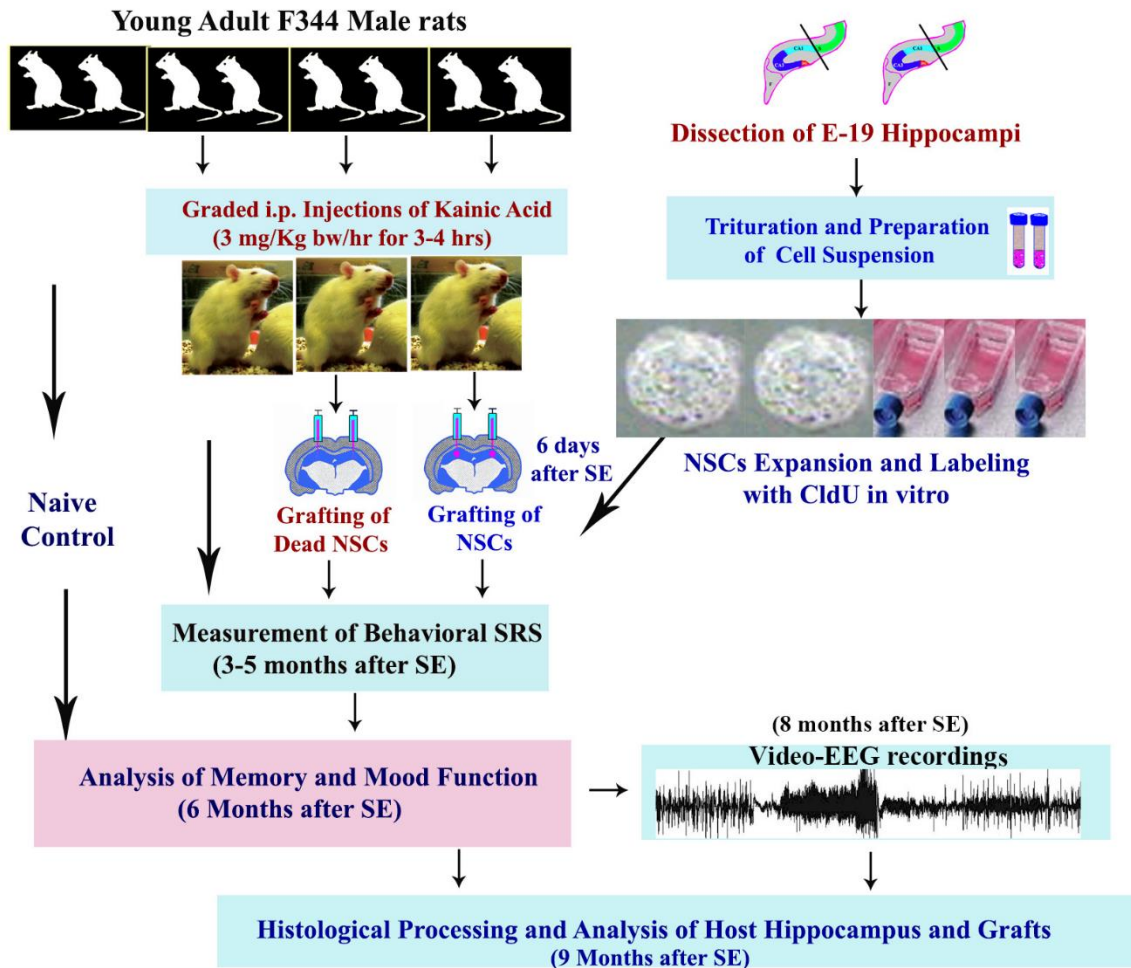 Young Adult F344 Male rats
Graded i.p. Injections of Kainic Acid
(3 mg/Kg bw/hr for 3-4 hrs)
6 days
after SE
Grafting of
Dead NSCs
Grafting of
NSCs
Naive
Control
Measurement of Behavioral SRS
(3-5 months after SE)
Analysis of Memory and Mood Function
(6 Months after SE)
CA1
CA3
CA1
CA3
Dissection of E-19 Hippocampi
Trituration and Preparation
of Cell Suspension
NSCs Expansion and Labeling
with CldU in vitro
(8 months after SE)
Video-EEG recordings
Histological Processing and Analysis of Host Hippocampus and Grafts
(9 Months after SE)